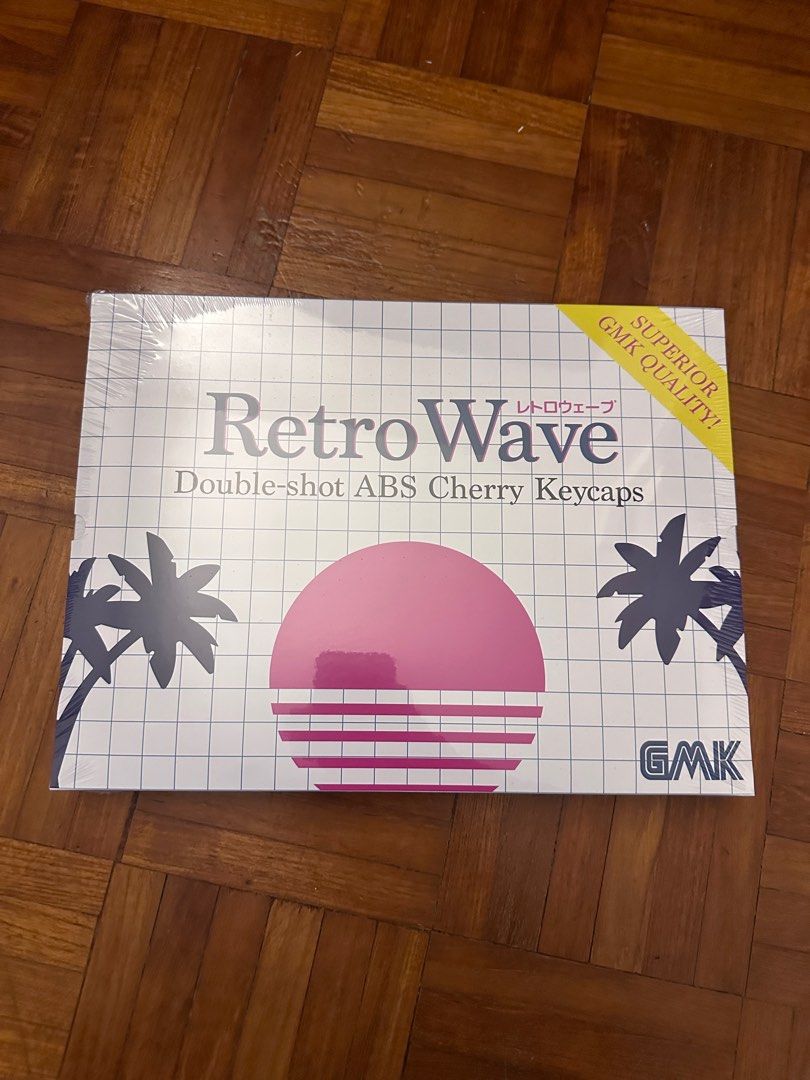 SUPERIOR
GMK QUALITY!
レトロウェーブ
RetroWave
Double-shot ABS Cherry Keycaps
GMK